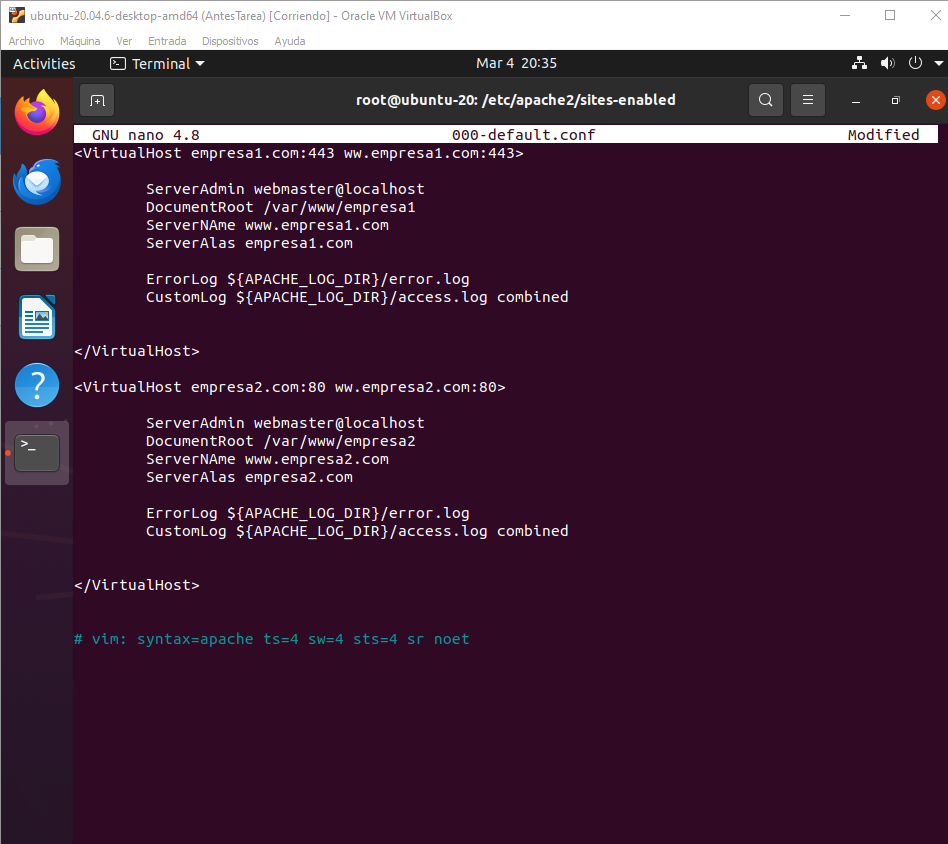 ubuntu-20.04.6-desktop-amd64 (AntesTarea) [Corriendo] - Oracle VM VirtualBox
Archivo Máquina Ver Entrada Dispositivos Ayuda
Activities Terminal Mar 4 20:35
root@ubuntu-20: /etc/apache2/sites-enabled
GNU nano 4.8 000-default.conf Modified
<VirtualHost empresa1.com:443 ww.empresa1.com:443>
ServerAdmin webmaster@localhost
DocumentRoot /var/www/empresa1
ServerNAme www.empresa1.com
ServerAlas empresa1.com
ErrorLog ${APACHE_LOG_DIR}/error.log
CustomLog ${APACHE_LOG_DIR}/access.log combined
</VirtualHost>
<VirtualHost empresa2.com:80 ww.empresa2.com:80>
ServerAdmin webmaster@localhost
DocumentRoot /var/www/empresa2
ServerNAme www.empresa2.com
ServerAlas empresa2.com
ErrorLog ${APACHE_LOG_DIR}/error.log
CustomLog ${APACHE_LOG_DIR}/access.log combined
</VirtualHost>
# vim: syntax=apache ts=4 sw=4 sts=4 sr noet